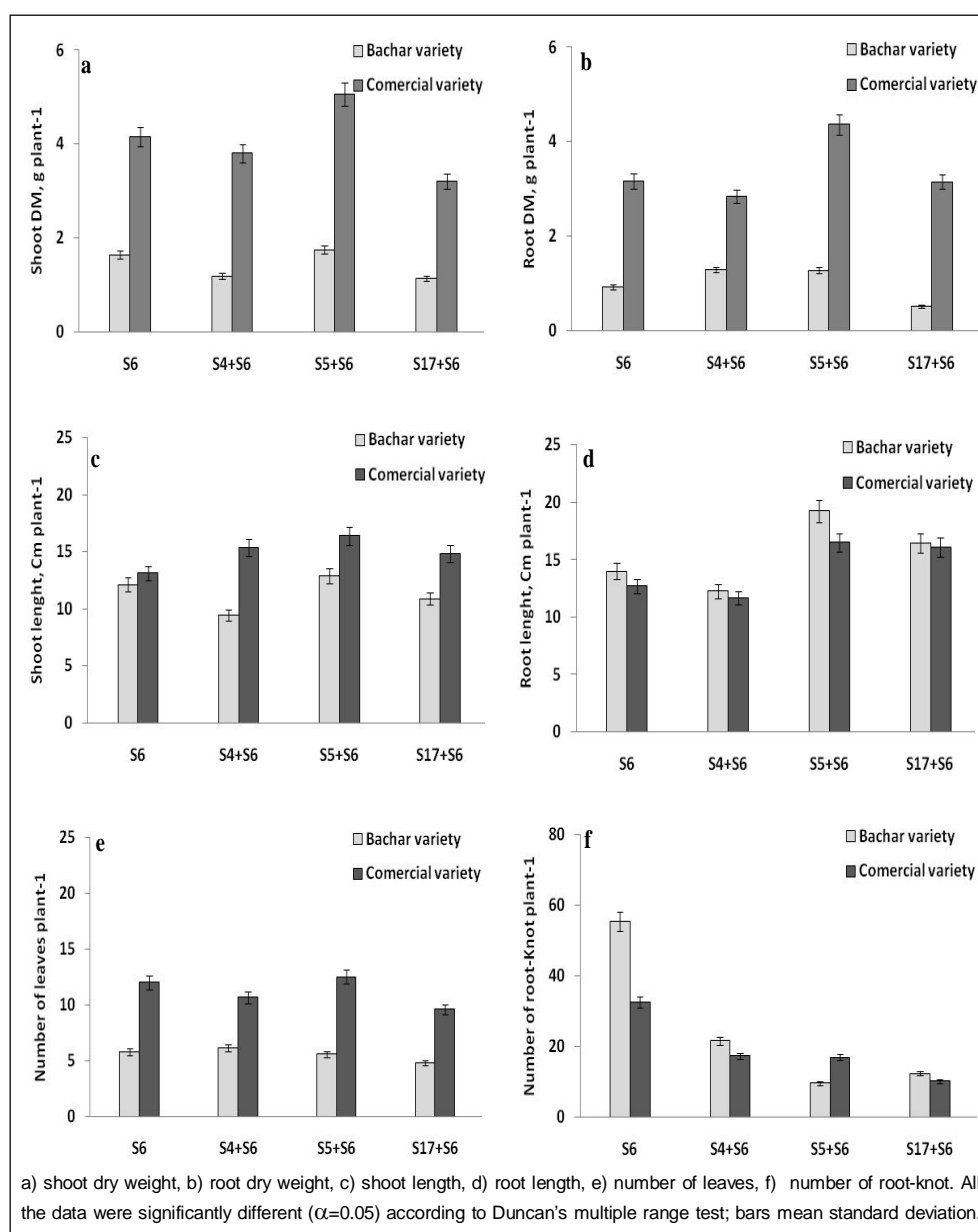 a
6
4
2
0
Shoot DM, g plant-1
Bachar variety
Comercial variety
S6 S4+S6 S5+S6 S17+S6
b
6
4
2
0
Root DM, g plant-1
Bachar variety
Comercial variety
S6 S4+S6 S5+S6 S17+S6
c
25
20
15
10
5
0
Shoot lenght, Cm plant-1
Bachar variety
Comercial variety
S6 S4+S6 S5+S6 S17+S6
d
25
20
15
10
5
0
Root lenght, Cm plant-1
Bachar variety
Comercial variety
S6 S4+S6 S5+S6 S17+S6
e
25
20
15
10
5
0
Number of leaves plant-1
Bachar variety
Comercial variety
S6 S4+S6 S5+S6 S17+S6
f
80
60
40
20
0
Number of root-Knot plant-1
Bachar variety
Comercial variety
S6 S4+S6 S5+S6 S17+S6
a) shoot dry weight, b) root dry weight, c) shoot length, d) root length, e) number of leaves, f) number of root-knot. All
the data were significantly different (α=0.05) according to Duncan's multiple range test; bars mean standard deviation.